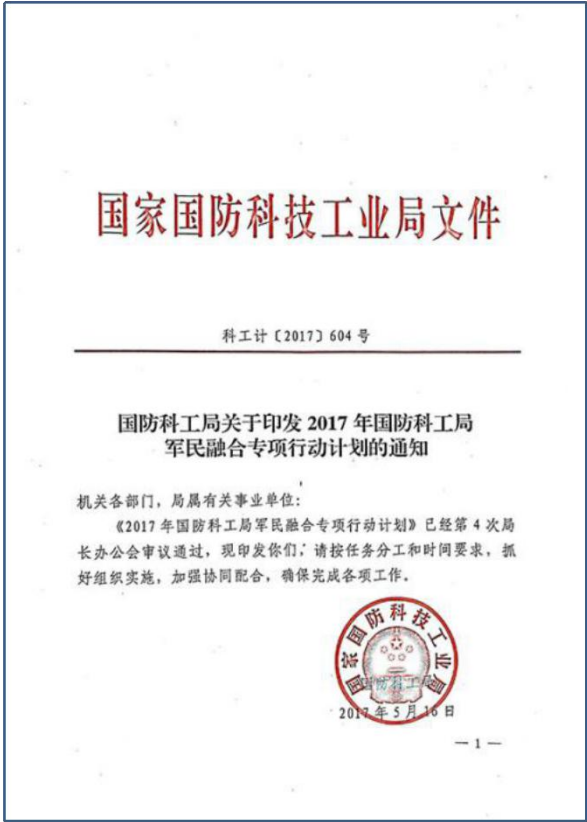 国家国防科技工业局文件
科工计〔2017〕604 号
国防科工局关于印发 2017 年国防科工局
军民融合专项行动计划的通知
机关各部门，局属有关事业单位：
《2017 年国防科工局军民融合专项行动计划》已经第 4 次局
长办公会审议通过，现印发你们，请按任务分工和时间要求，抓
好组织实施，加强协同配合，确保完成各项工作。
国家国防科技工业局
国防科工局
2017 年 5 月 16 日
— 1 —